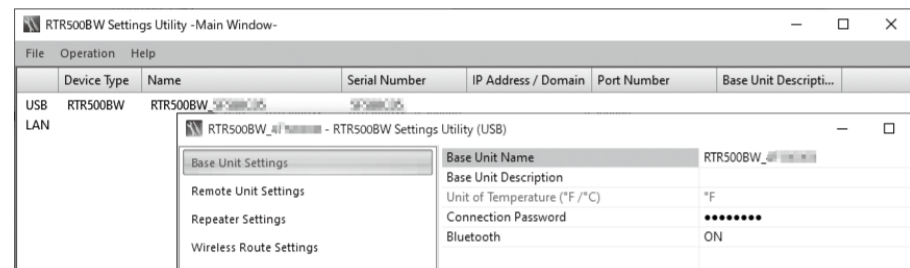 RTR500BW Settings Utility -Main Window-
File Operation Help
Device Type Name Serial Number IP Address / Domain Port Number Base Unit Descripti...
USB RTR500BW RTR500BW_
LAN
RTR500BW_ - RTR500BW Settings Utility (USB)
Base Unit Settings
Remote Unit Settings
Repeater Settings
Wireless Route Settings
Base Unit Name RTR500BW_
Base Unit Description
Unit of Temperature (°F /°C) °F
Connection Password ●●●●●●●●
Bluetooth ON